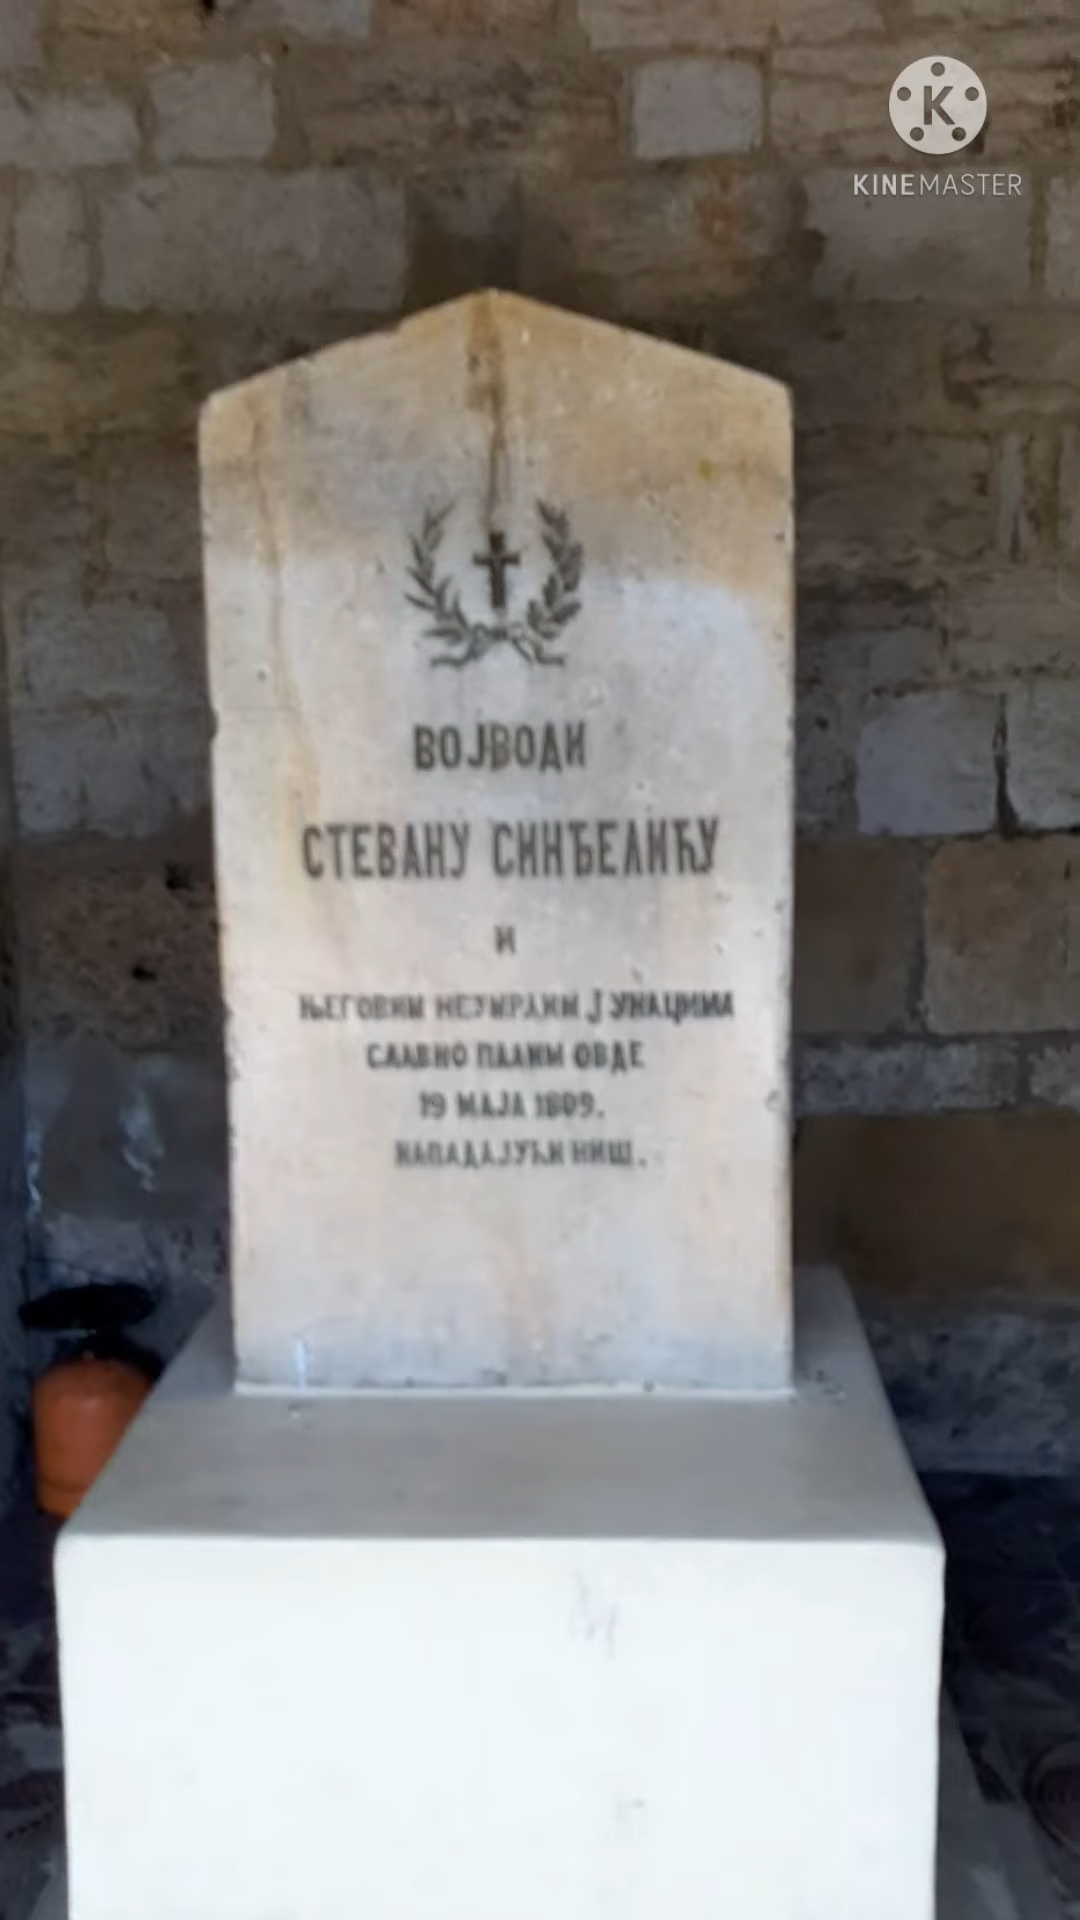 KINEMASTER
ВОЈВОДИ
СТЕВАНУ СИНЂЕЛИЋУ
И
ЊЕГОВИМ НЕУМРЛИМ ЈУНАЦИМА
СЛАВНО ПАЛИМ ОВДЕ
19 МАЈА 1809.
НАПАДАЈУЋИ НИШ.